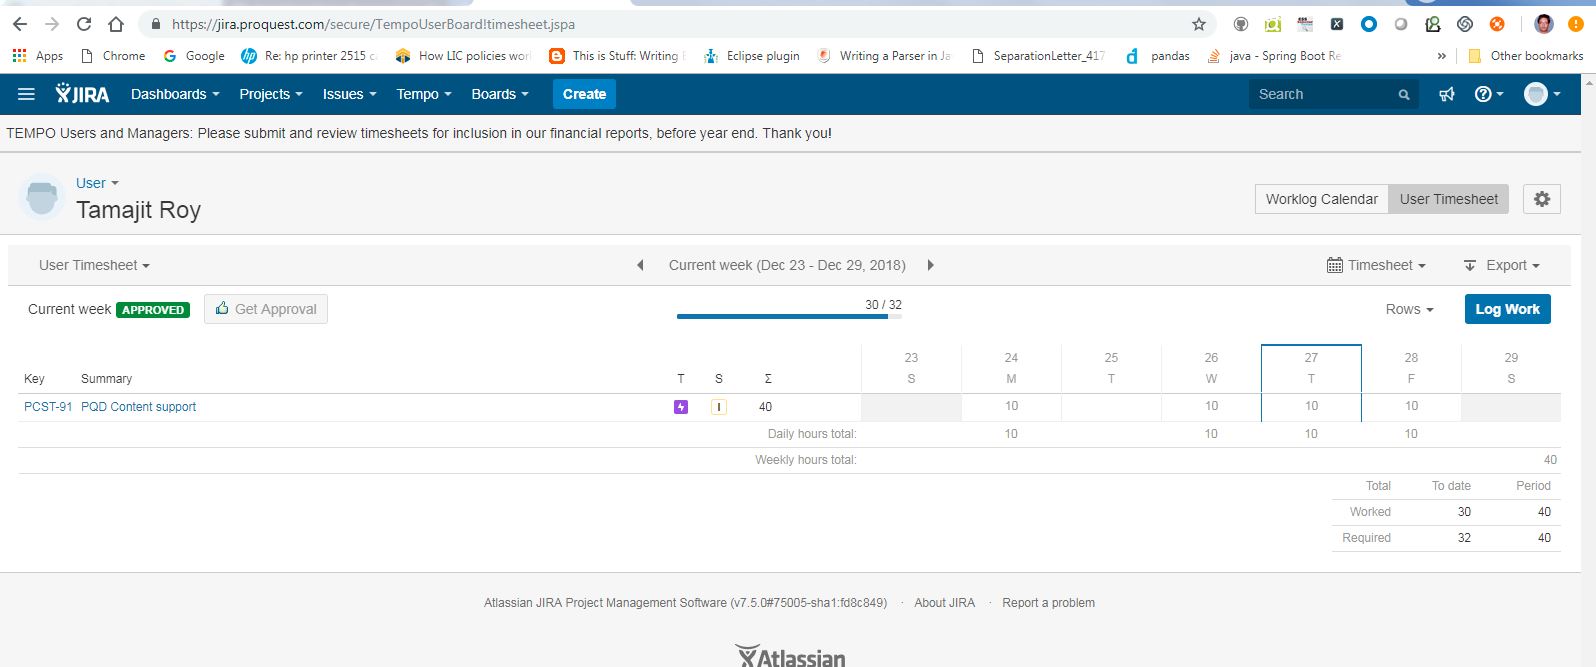 https://jira.proquest.com/secure/TempoUserBoard!timesheet.jspa
Apps Chrome Google Re: hp printer 2515 How LIC policies wor This is Stuff: Writing Eclipse plugin Writing a Parser in Ja SeparationLetter_417 pandas java - Spring Boot Re » Other bookmarks
JIRA Dashboards Projects Issues Tempo Boards Create Search
TEMPO Users and Managers: Please submit and review timesheets for inclusion in our financial reports, before year end. Thank you!
User
Tamajit Roy
Worklog Calendar User Timesheet
User Timesheet Current week (Dec 23 - Dec 29, 2018) Timesheet Export
Current week APPROVED Get Approval 30 / 32 Rows Log Work
23 24 25 26 27 28 29
Key Summary T S Σ S M T W T F S
PCST-91 PQD Content support I 40 10 10 10 10
Daily hours total: 10 10 10 10
Weekly hours total: 40
Total To date Period
Worked 30 40
Required 32 40
Atlassian JIRA Project Management Software (v7.5.0#75005-sha1:fd8c849) · About JIRA · Report a problem
Atlassian